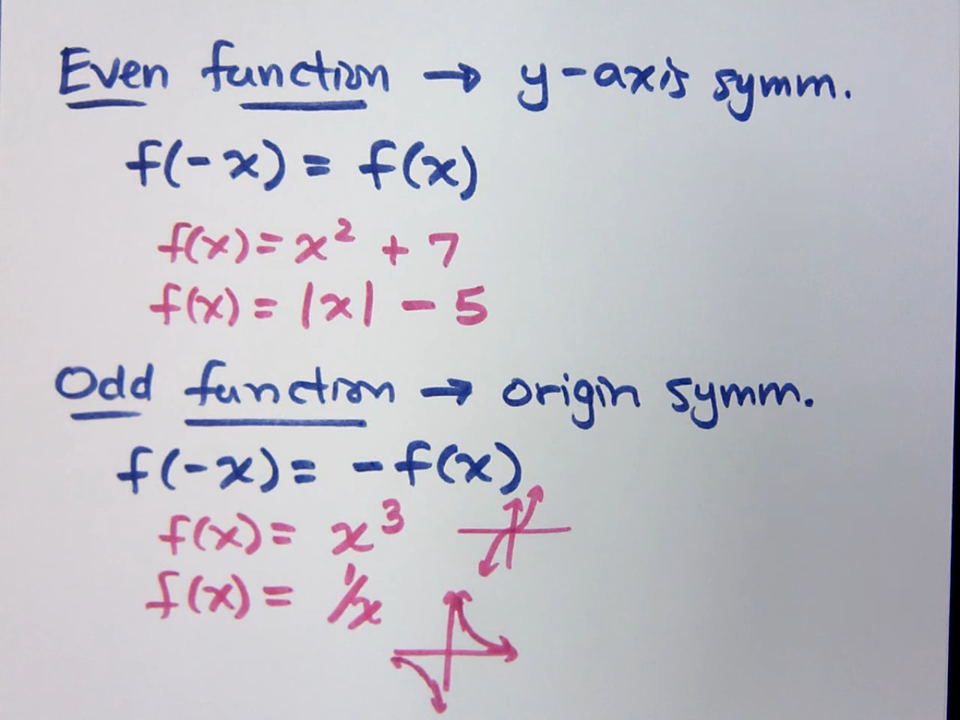 Even function → y-axis symm.
f(-x) = f(x)
f(x) = x² + 7
f(x) = |x| - 5
Odd function → origin symm.
f(-x) = -f(x)
f(x) = x³
f(x) = 1/x